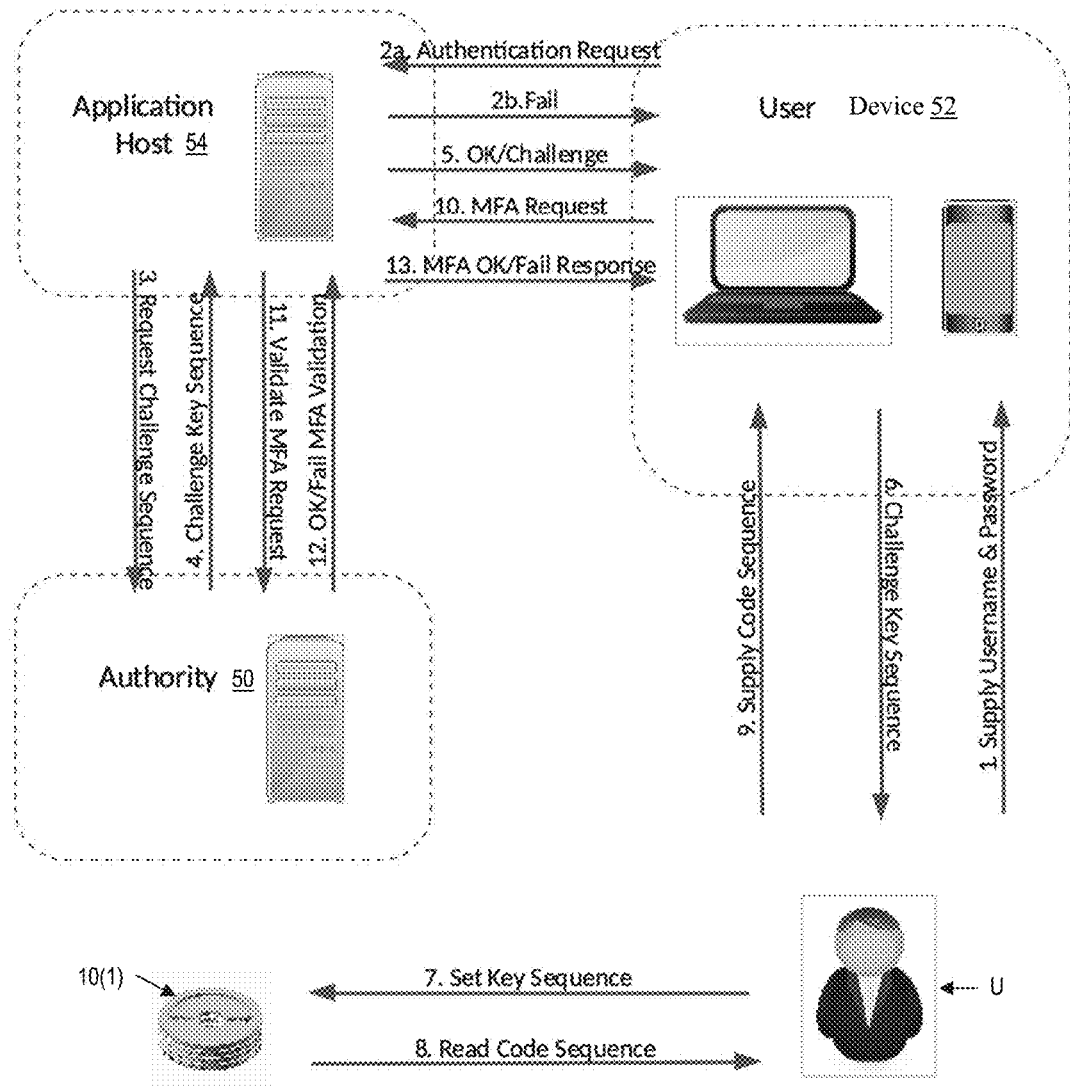 2a. Authentication Request
Application
Host 54
2b.Fail
User Device 52
5. OK/Challenge
10. MFA Request
13. MFA OK/Fail Response
3. Request Challenge
Sequence
4. Challenge Key Sequence
11. Validate MFA
Request
12. OK/Fail MFA Validation
Authority 50
9. Supply Code Sequence
6. Challenge Key
Sequence
1. Supply Username & Password
10(1)
7. Set Key Sequence
U
8. Read Code Sequence